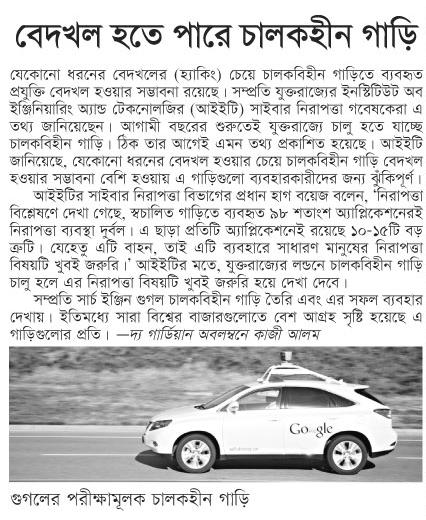 বেদখল হতে পারে চালকহীন গাড়ি
যেকোনো ধরনের বেদখলের (হ্যাকিং) চেয়ে চালকবিহীন গাড়িতে ব্যবহৃত
প্রযুক্তি বেদখল হওয়ার সম্ভাবনা রয়েছে। সম্প্রতি যুক্তরাজ্যের ইনস্টিটিউট অব
ইঞ্জিনিয়ারিং অ্যান্ড টেকনোলজির (আইইটি) সাইবার নিরাপত্তা গবেষকেরা এ
তথ্য জানিয়েছেন। আগামী বছরের শুরুতেই যুক্তরাজ্যে চালু হতে যাচ্ছে
চালকবিহীন গাড়ি। ঠিক তার আগেই এমন তথ্য প্রকাশিত হয়েছে। আইইটি
জানিয়েছে, যেকোনো ধরনের বেদখল হওয়ার চেয়ে চালকবিহীন গাড়ি বেদখল
হওয়ার সম্ভাবনা বেশি হওয়ায় এ গাড়িগুলো ব্যবহারকারীদের জন্য ঝুঁকিপূর্ণ।
আইইটির সাইবার নিরাপত্তা বিভাগের প্রধান হাগ বয়েজ বলেন, ‘নিরাপত্তা
বিশ্লেষণে দেখা গেছে, স্বচালিত গাড়িতে ব্যবহৃত ৯৮ শতাংশ অ্যাপ্লিকেশনেরই
নিরাপত্তা ব্যবস্থা দুর্বল। এ ছাড়া প্রতিটি অ্যাপ্লিকেশনেই রয়েছে ১০-১৫টি বড়
ত্রুটি। যেহেতু এটি বাহন, তাই এটি ব্যবহারে সাধারণ মানুষের নিরাপত্তা
বিষয়টি খুবই জরুরি।’ আইইটির মতে, যুক্তরাজ্যের লন্ডনে চালকবিহীন গাড়ি
চালু হলে এর নিরাপত্তা বিষয়টি খুবই জরুরি হয়ে দেখা দেবে।
সম্প্রতি সার্চ ইঞ্জিন গুগল চালকবিহীন গাড়ি তৈরি এবং এর সফল ব্যবহার
দেখায়। ইতিমধ্যে সারা বিশ্বের বাজারগুলোতে বেশ আগ্রহ সৃষ্টি হয়েছে এ
গাড়িগুলোর প্রতি। —দ্য গার্ডিয়ান অবলম্বনে কাজী আলম
Google
গুগলের পরীক্ষামূলক চালকহীন গাড়ি